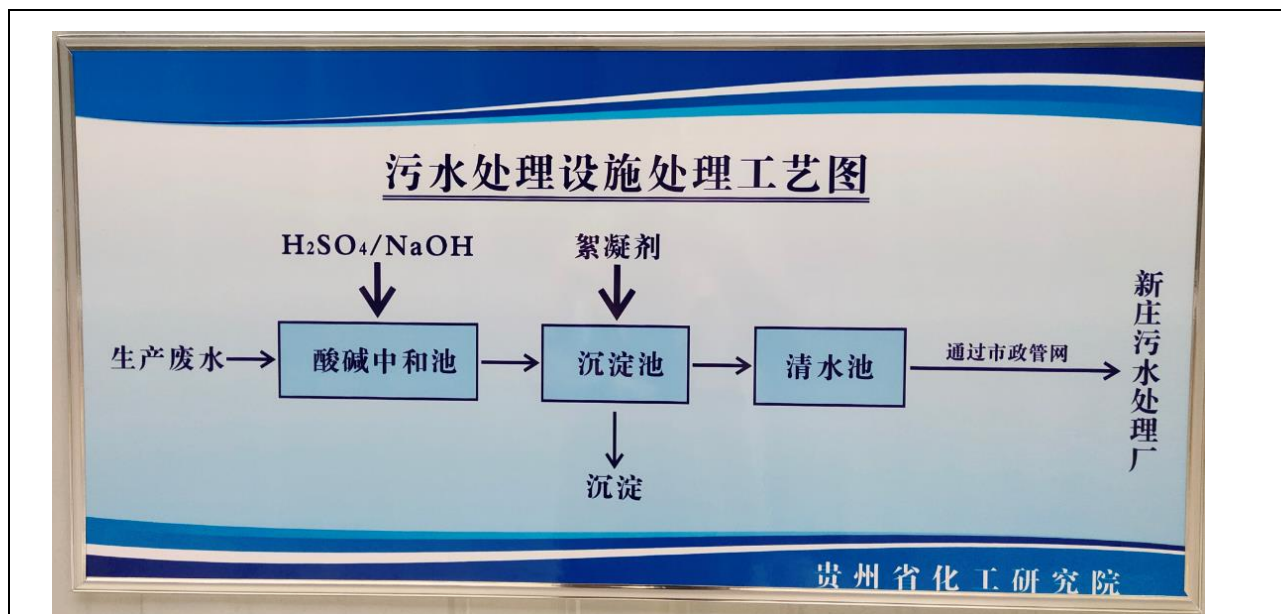 污水处理设施处理工艺图
H₂SO₄/NaOH
絮凝剂
生产废水
酸碱中和池
沉淀池
清水池
通过市政管网
新庄污水处理厂
沉淀
贵州省化工研究院